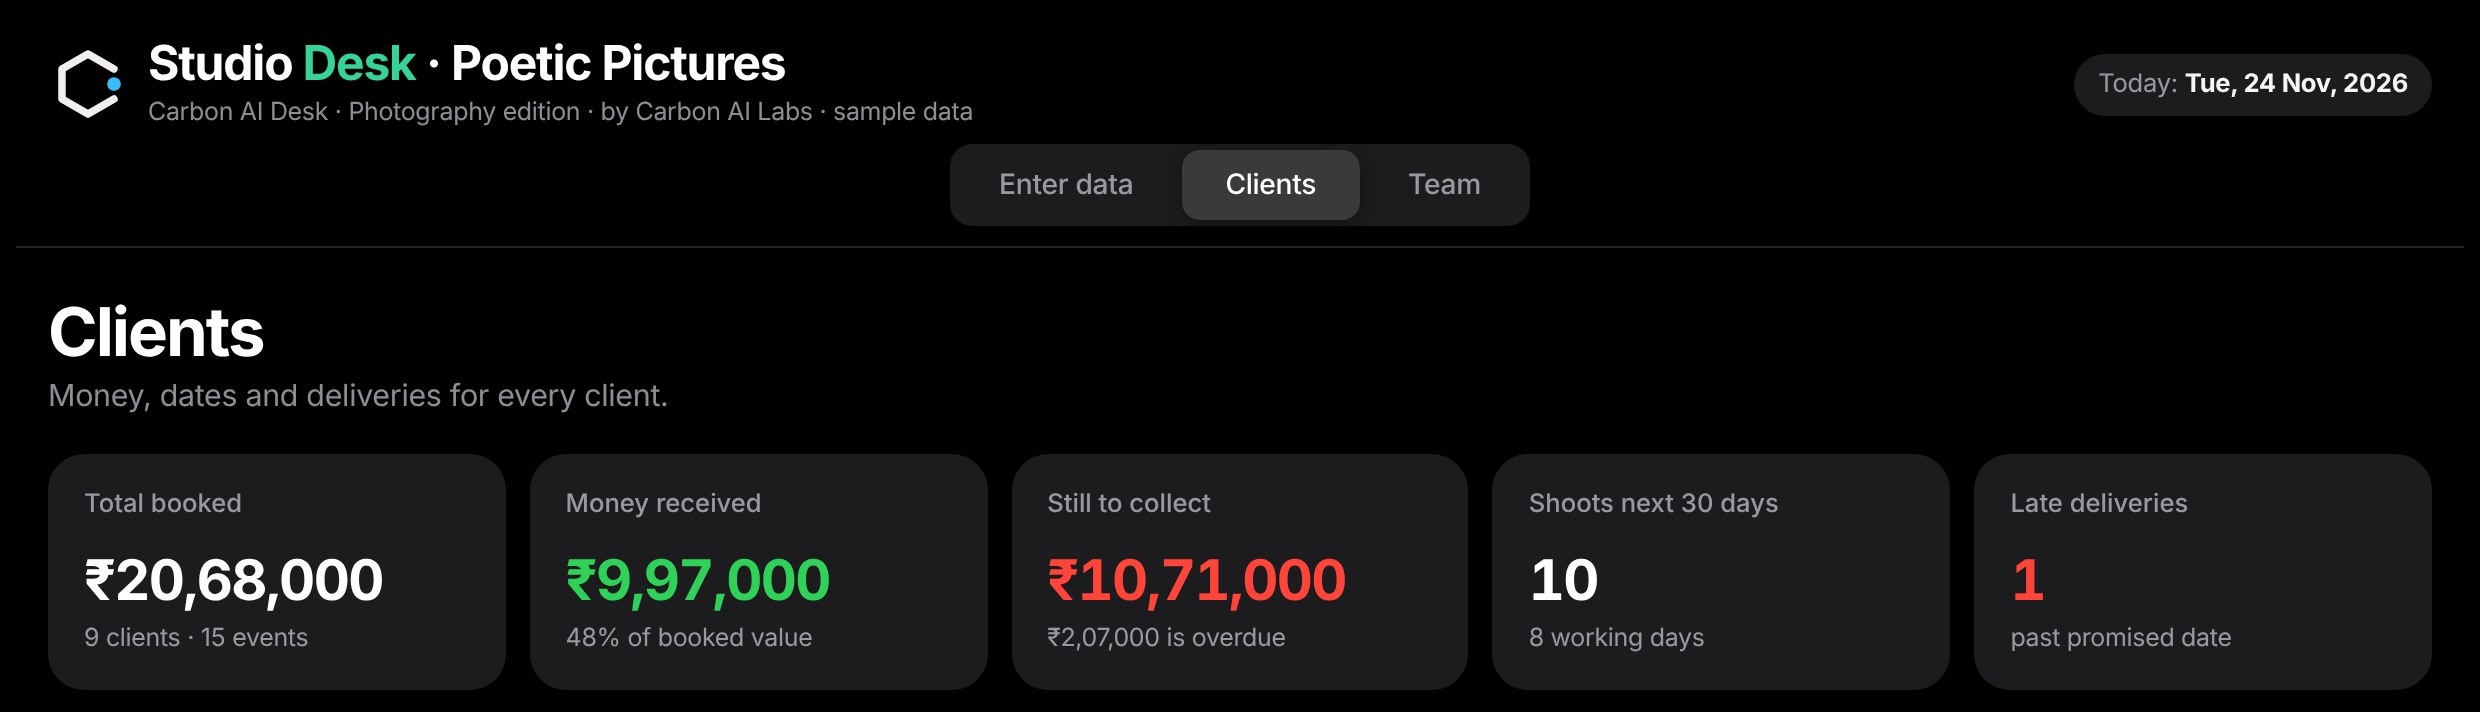 Studio Desk · Poetic Pictures
Carbon AI Desk · Photography edition · by Carbon AI Labs · sample data
Today: Tue, 24 Nov, 2026
Enter data
Clients
Team
Clients
Money, dates and deliveries for every client.
Total booked
₹20,68,000
9 clients · 15 events
Money received
₹9,97,000
48% of booked value
Still to collect
₹10,71,000
₹2,07,000 is overdue
Shoots next 30 days
10
8 working days
Late deliveries
1
past promised date